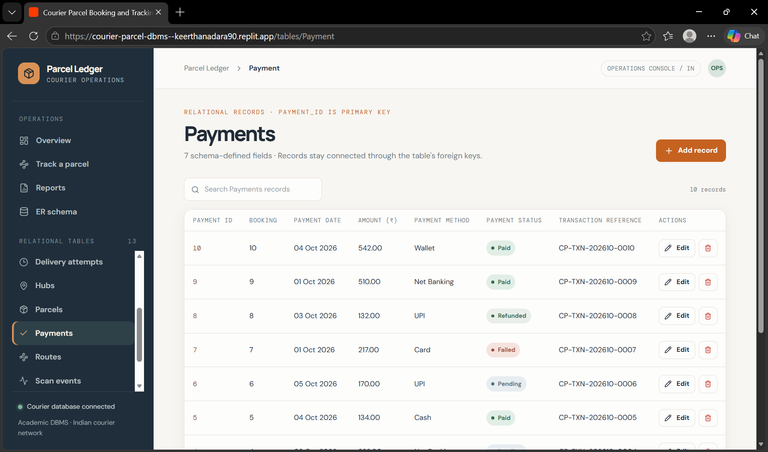 Courier Parcel Booking and Trackin
https://courier-parcel-dbms--keerthanadara90.replit.app/tables/Payment
Chat
Parcel Ledger
COURIER OPERATIONS
OPERATIONS
Overview
Track a parcel
Reports
ER schema
RELATIONAL TABLES 13
Delivery attempts
Hubs
Parcels
Payments
Routes
Scan events
Courier database connected
Academic DBMS · Indian courier
network
Parcel Ledger > Payment
OPERATIONS CONSOLE / IN
OPS
RELATIONAL RECORDS · PAYMENT_ID IS PRIMARY KEY
Payments
7 schema-defined fields · Records stay connected through the table's foreign keys.
+ Add record
Search Payments records
10 records
PAYMENT ID BOOKING PAYMENT DATE AMOUNT (₹) PAYMENT METHOD PAYMENT STATUS TRANSACTION REFERENCE ACTIONS
10 10 04 Oct 2026 542.00 Wallet Paid CP-TXN-202610-0010 Edit
9 9 01 Oct 2026 510.00 Net Banking Paid CP-TXN-202610-0009 Edit
8 8 03 Oct 2026 132.00 UPI Refunded CP-TXN-202610-0008 Edit
7 7 01 Oct 2026 217.00 Card Failed CP-TXN-202610-0007 Edit
6 6 05 Oct 2026 170.00 UPI Pending CP-TXN-202610-0006 Edit
5 5 04 Oct 2026 134.00 Cash Paid CP-TXN-202610-0005 Edit